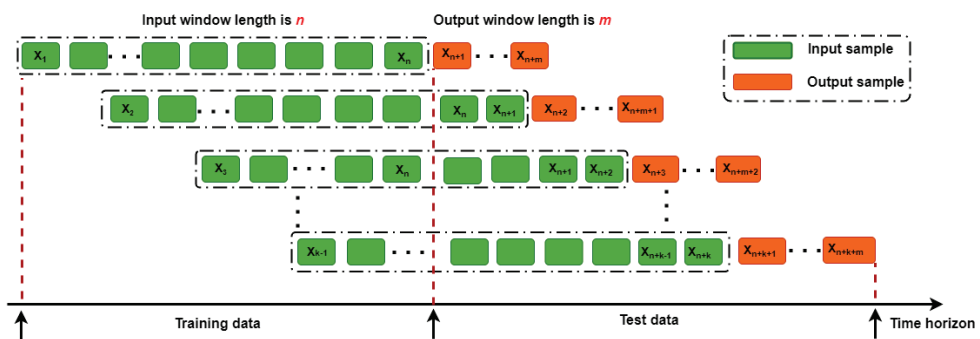 Input window length is n
Output window length is m
X1 ... Xn Xn+1 ... Xn+m
X2 ... Xn Xn+1 Xn+2 ... Xn+m+1
X3 ... Xn Xn+1 Xn+2 Xn+3 ... Xn+m+2
Xk-1 ... Xn+k-1 Xn+k Xn+k+1 ... Xn+k+m
Input sample
Output sample
Training data
Test data
Time horizon